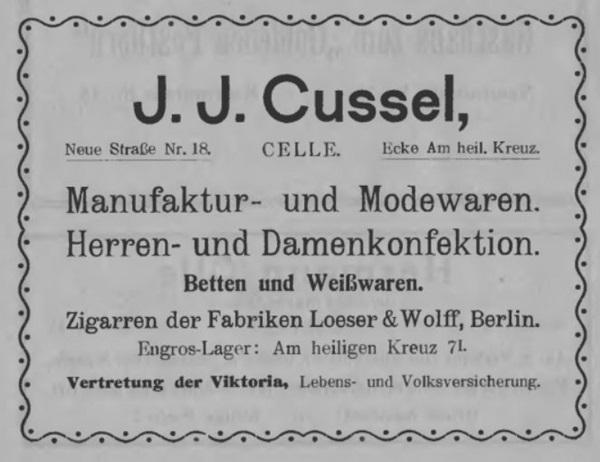 J. J. Cussel,
Neue Straße Nr. 18. CELLE. Ecke Am heil. Kreuz.
Manufaktur- und Modewaren.
Herren- und Damenkonfektion.
Betten und Weißwaren.
Zigarren der Fabriken Loeser & Wolff, Berlin.
Engros-Lager: Am heiligen Kreuz 71.
Vertretung der Viktoria, Lebens- und Volksversicherung.